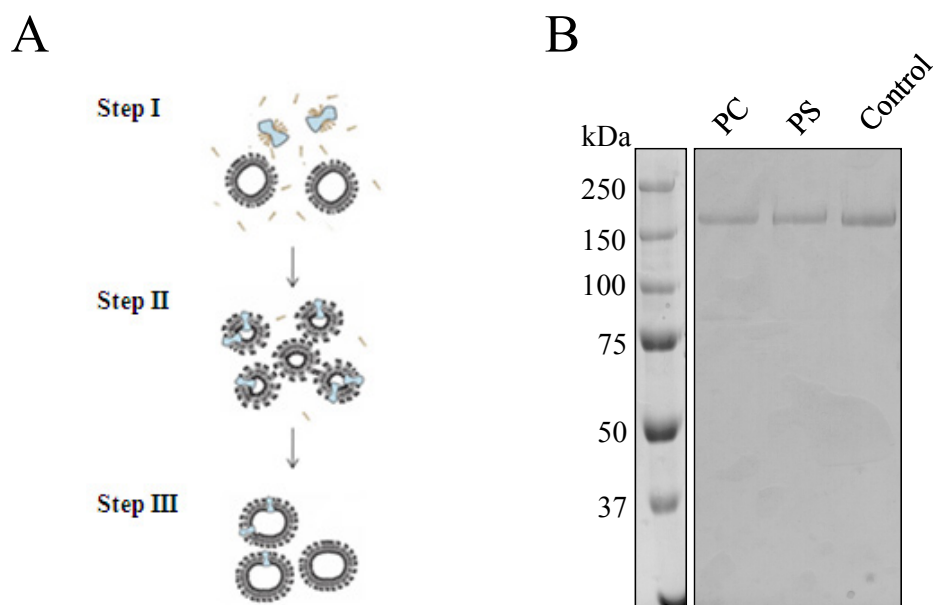 A
Step I
Step II
Step III
B
PC PS Control
kDa
250
150
100
75
50
37